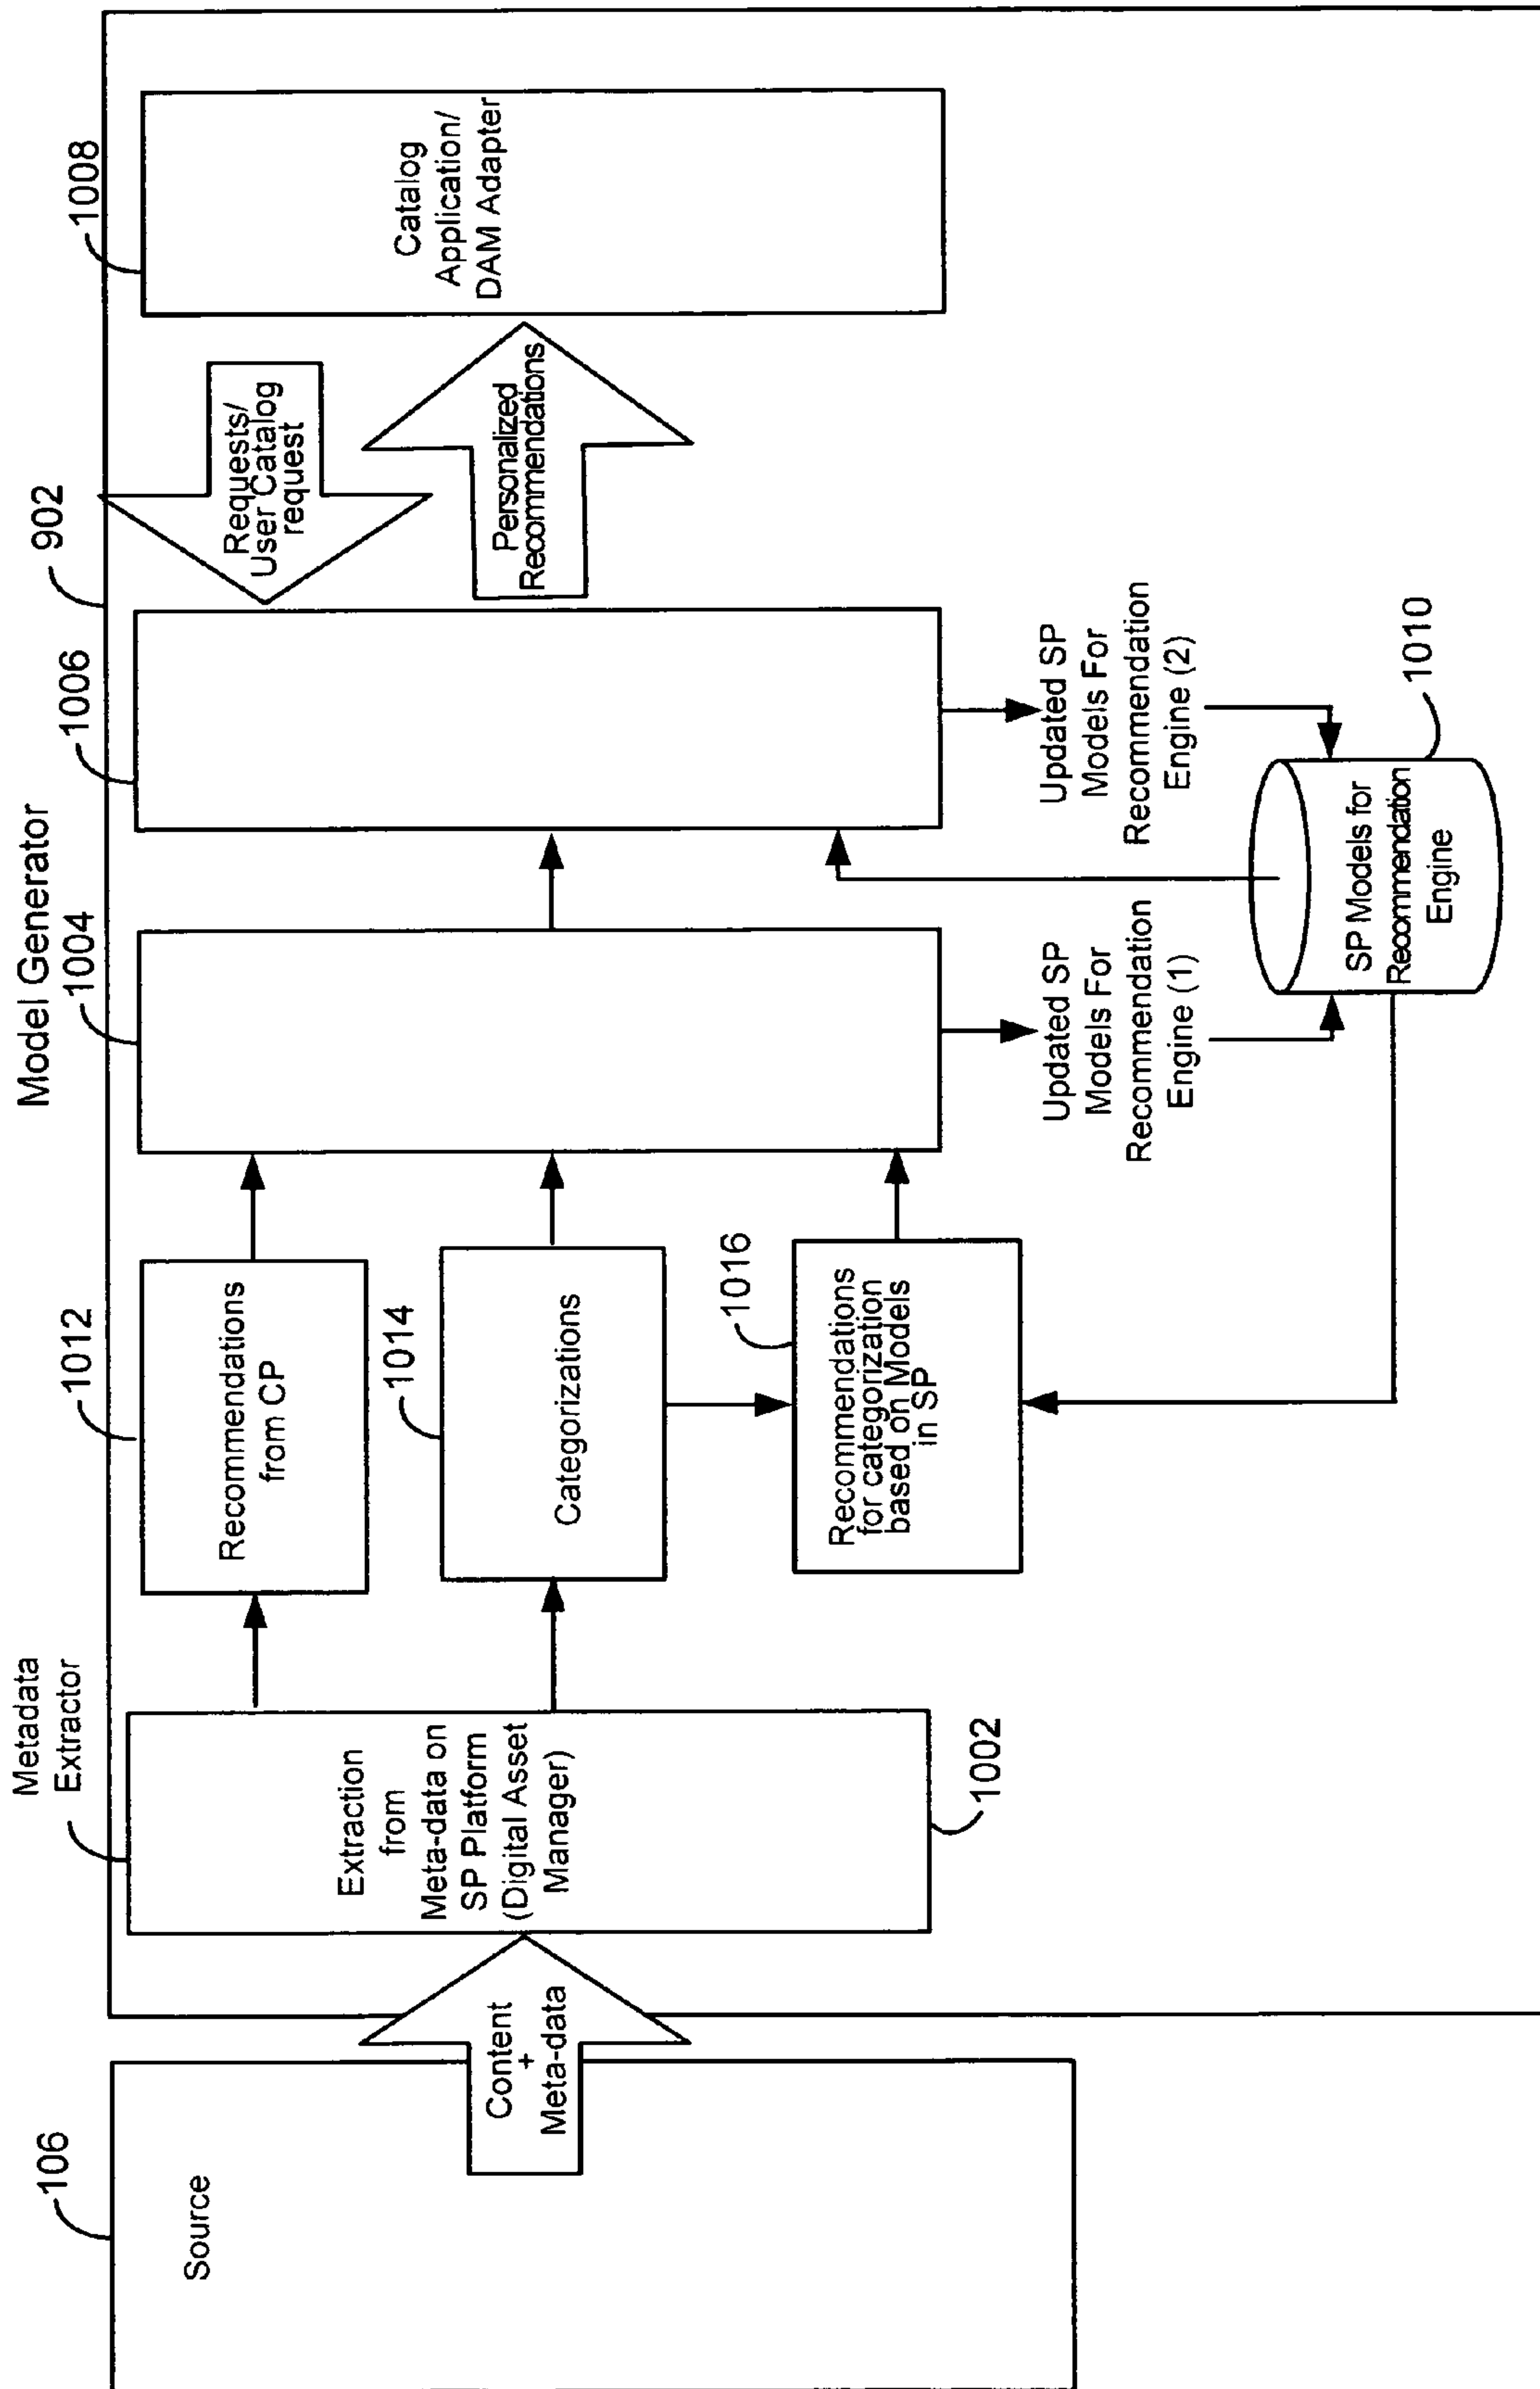 106
Source
Content
+
Meta-data
Metadata
Extractor
Extraction
from
Meta-data on
SP Platform
(Digital Asset
Manager)
1002
1012
Recommendations
from CP
1014
Categorizations
1016
Recommendations
for categorization
based on Models
in SP
Model Generator
1004
Updated SP
Models For
Recommendation
Engine (1)
1006
Updated SP
Models For
Recommendation
Engine (2)
1010
SP Models for
Recommendation
Engine
902
Requests/
User Catalog
request
Personalized
Recommendations
1008
Catalog
Application/
DAM Adapter